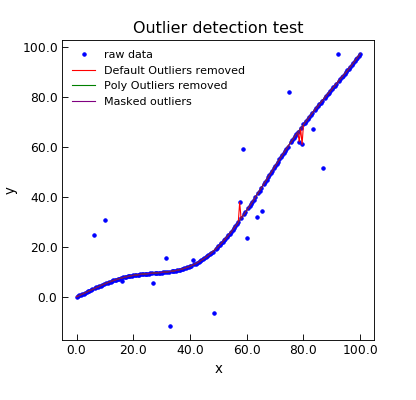 Outlier detection test
100.0
raw data
Default Outliers removed
Poly Outliers removed
Masked outliers
80.0
60.0
y
40.0
20.0
0.0
0.0 20.0 40.0 60.0 80.0 100.0
x